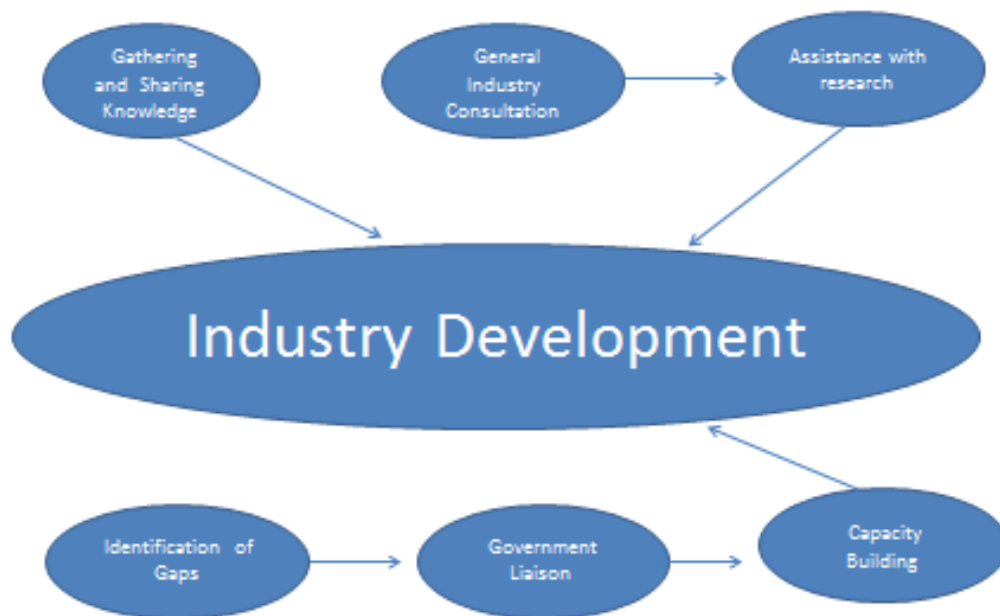 Gathering
and Sharing
Knowledge
General
Industry
Consultation
Assistance with
research
Industry Development
Identification of
Gaps
Government
Liaison
Capacity
Building